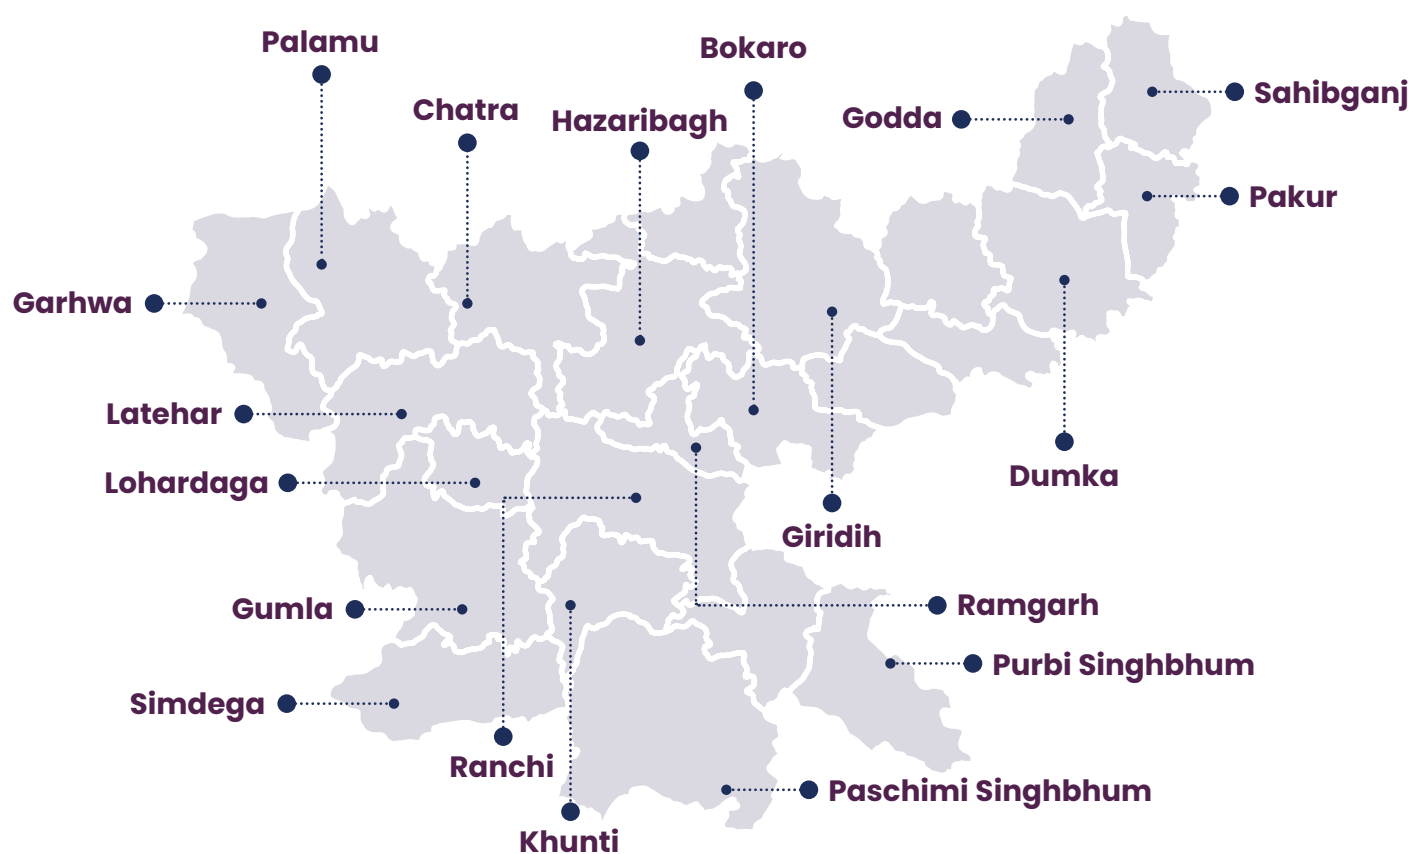 Palamu
Bokaro
Chatra
Hazaribagh
Godda
Sahibganj
Pakur
Garhwa
Latehar
Lohardaga
Dumka
Giridih
Gumla
Ramgarh
Purbi Singhbhum
Simdega
Ranchi
Paschimi Singhbhum
Khunti